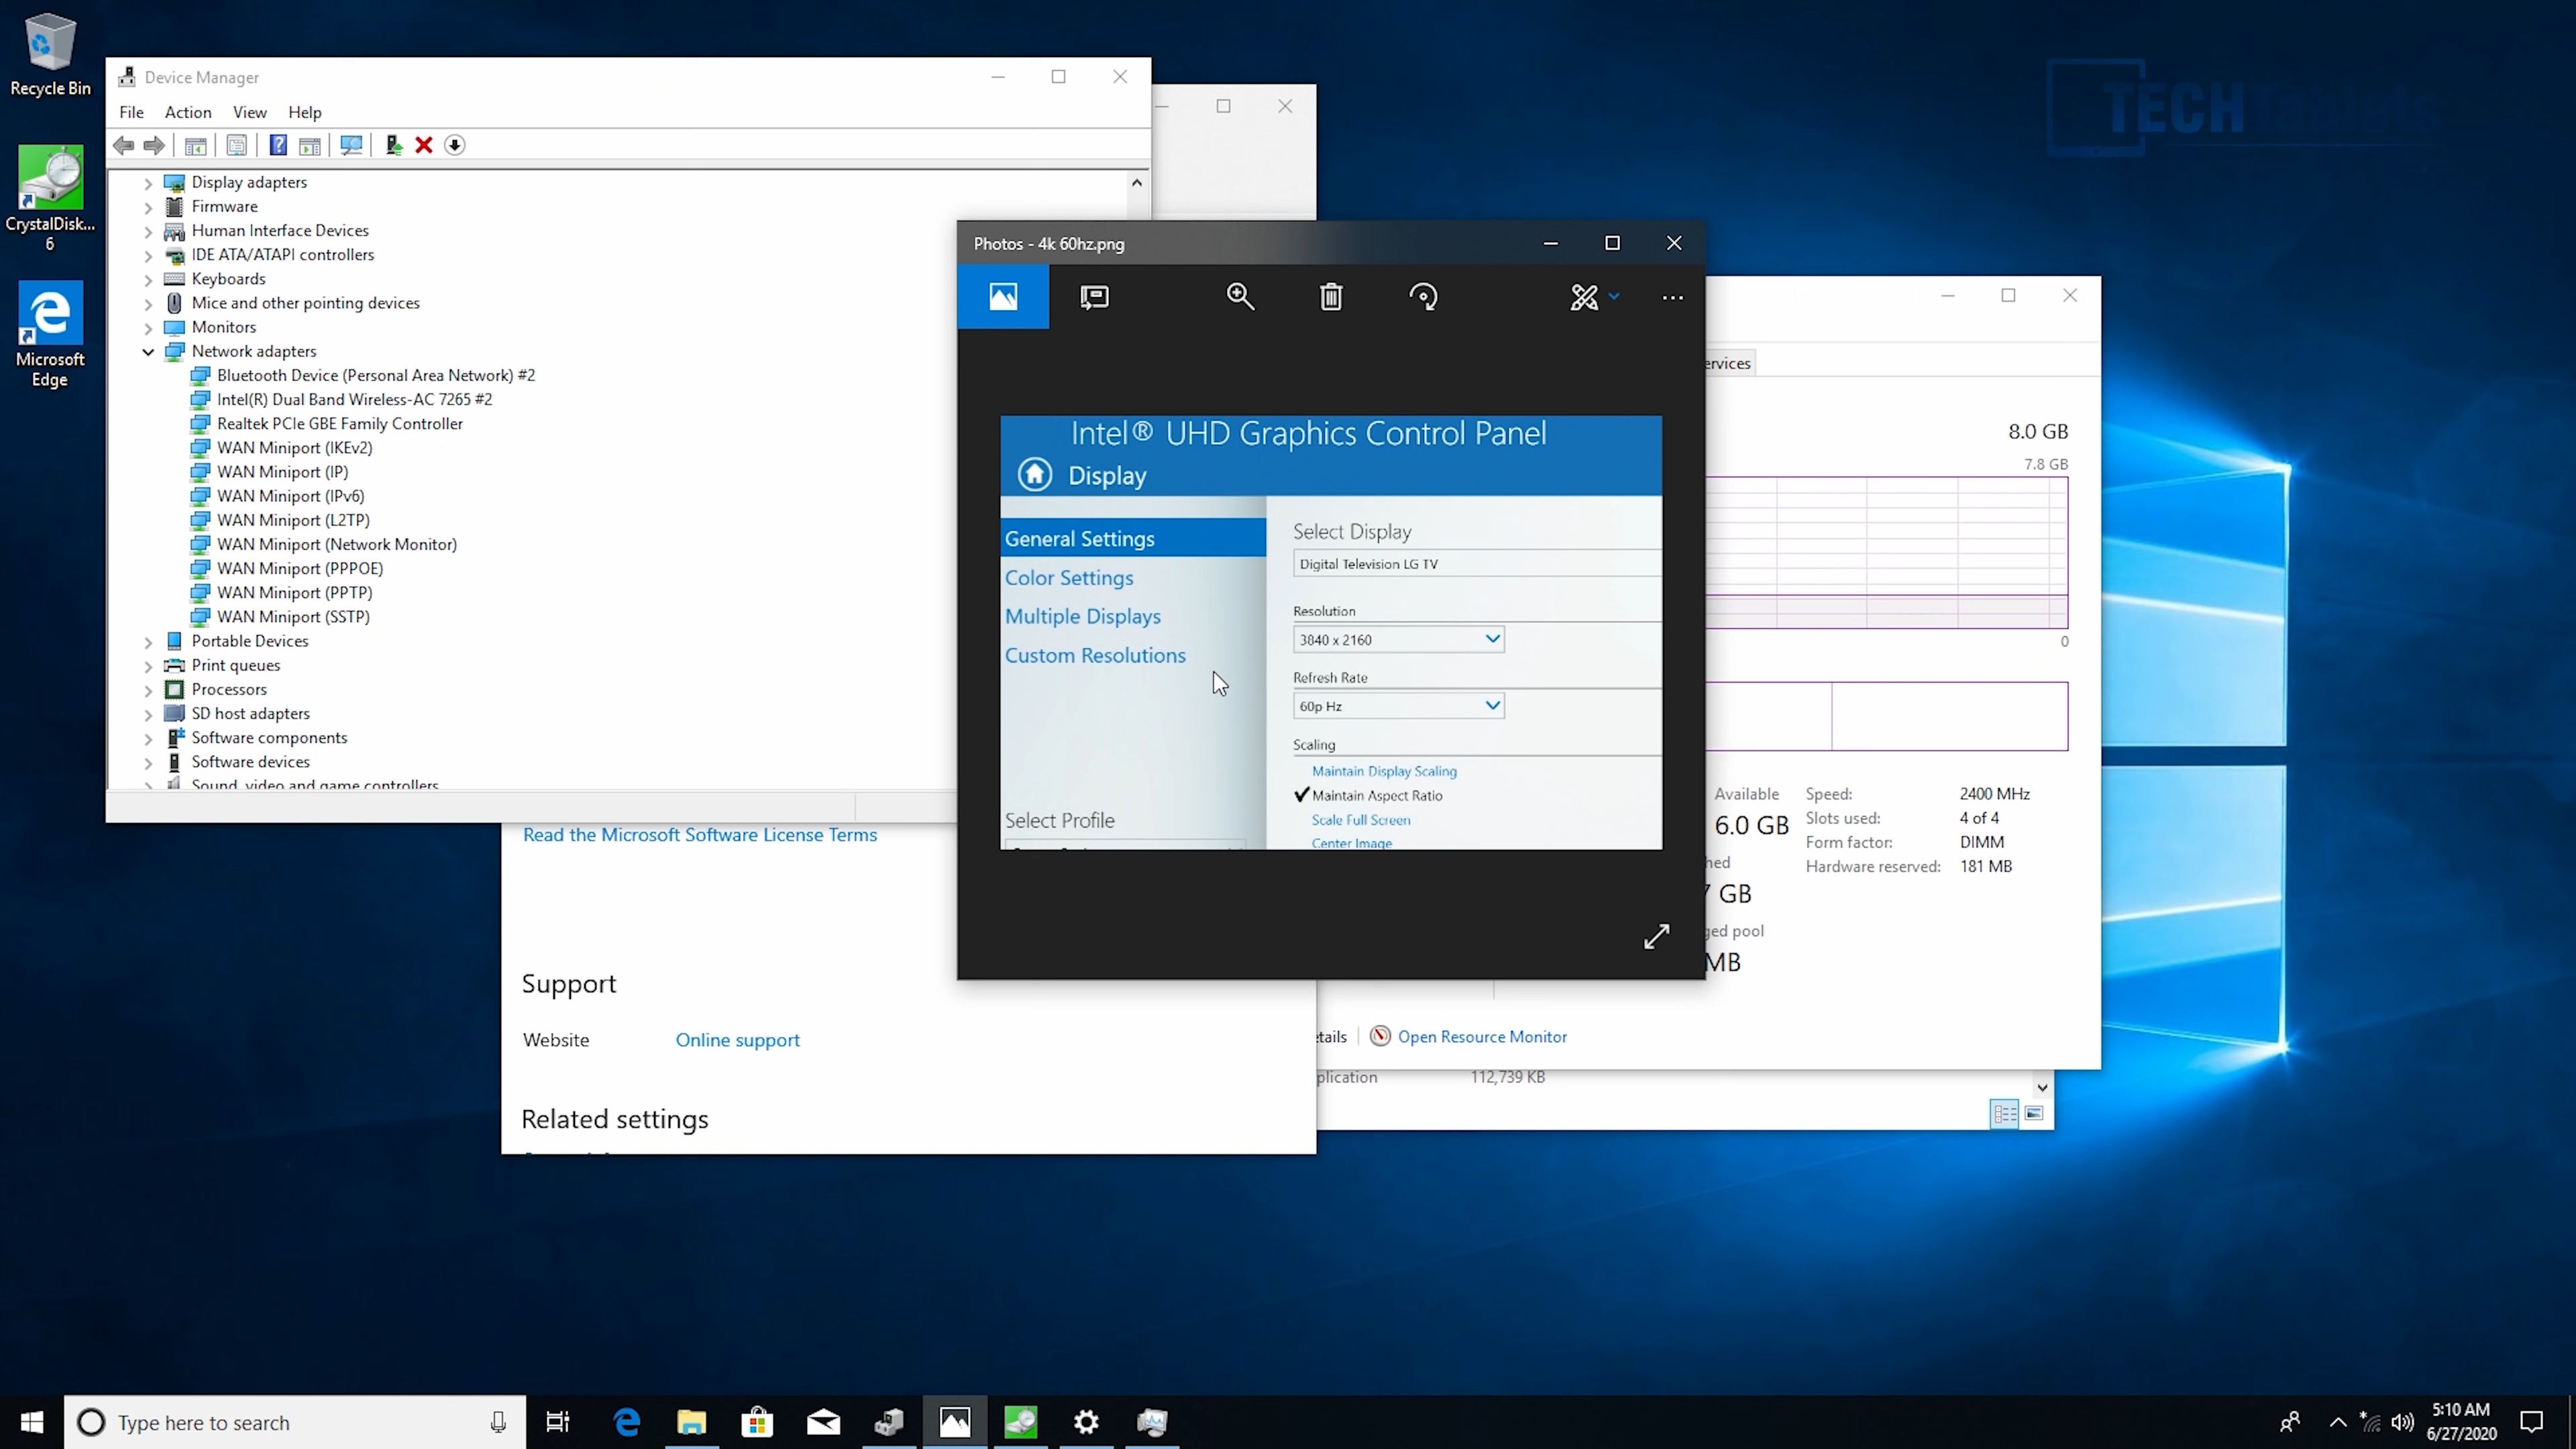 Recycle Bin
CrystalDisk...
6
Microsoft
Edge
Device Manager
File Action View Help
Display adapters
Firmware
Human Interface Devices
IDE ATA/ATAPI controllers
Keyboards
Mice and other pointing devices
Monitors
Network adapters
Bluetooth Device (Personal Area Network) #2
Intel(R) Dual Band Wireless-AC 7265 #2
Realtek PCIe GBE Family Controller
WAN Miniport (IKEv2)
WAN Miniport (IP)
WAN Miniport (IPv6)
WAN Miniport (L2TP)
WAN Miniport (Network Monitor)
WAN Miniport (PPPOE)
WAN Miniport (PPTP)
WAN Miniport (SSTP)
Portable Devices
Print queues
Processors
SD host adapters
Software components
Software devices
Sound, video and game controllers
Read the Microsoft Software License Terms
Support
Website Online support
Related settings
Photos - 4k 60hz.png
Intel® UHD Graphics Control Panel
Display
General Settings
Color Settings
Multiple Displays
Custom Resolutions
Select Profile
Select Display
Digital Television LG TV
Resolution
3840 x 2160
Refresh Rate
60p Hz
Scaling
Maintain Display Scaling
Maintain Aspect Ratio
Scale Full Screen
Center Image
TECHTablets
ervices
8.0 GB
7.8 GB
0
Available
6.0 GB
hed
7 GB
ged pool
MB
Speed: 2400 MHz
Slots used: 4 of 4
Form factor: DIMM
Hardware reserved: 181 MB
etails
Open Resource Monitor
plication 112,739 KB
Type here to search
5:10 AM
6/27/2020